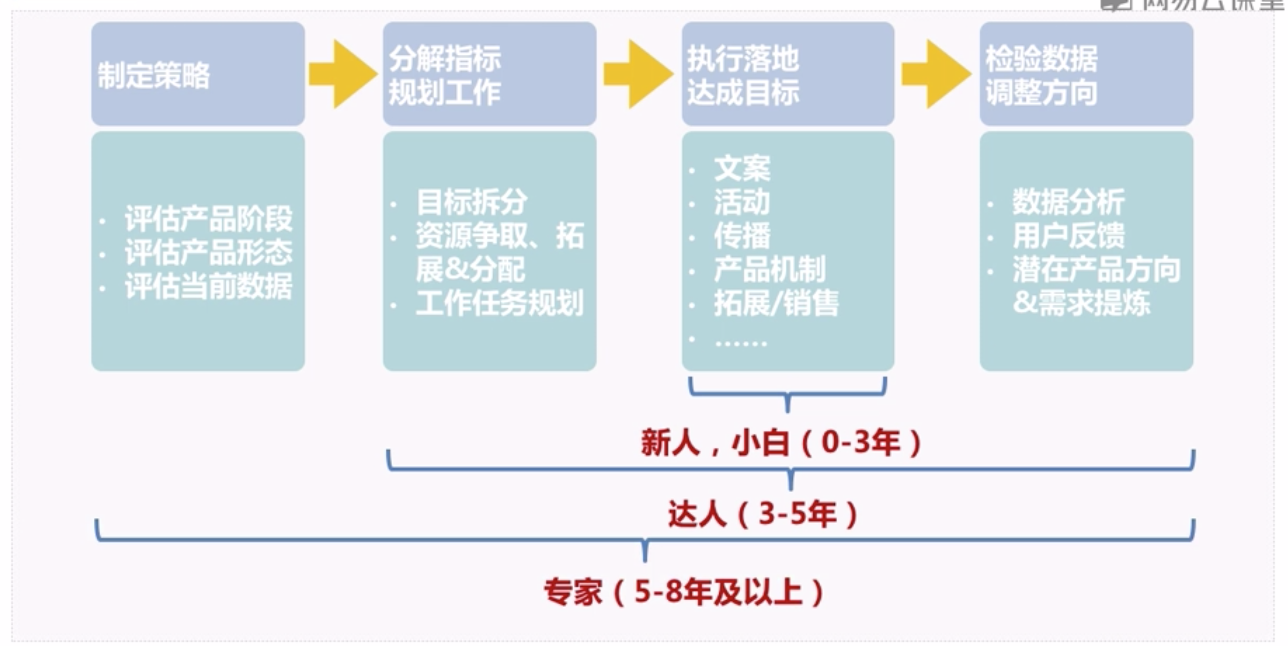 制定策略
分解指标
规划工作
执行落地
达成目标
检验数据
调整方向
· 评估产品阶段
· 评估产品形态
· 评估当前数据
· 目标拆分
· 资源争取、拓
展&分配
· 工作任务规划
· 文案
· 活动
· 传播
· 产品机制
· 拓展/销售
· ……
· 数据分析
· 用户反馈
· 潜在产品方向
&需求提炼
新人，小白（0-3年）
达人（3-5年）
专家（5-8年及以上）